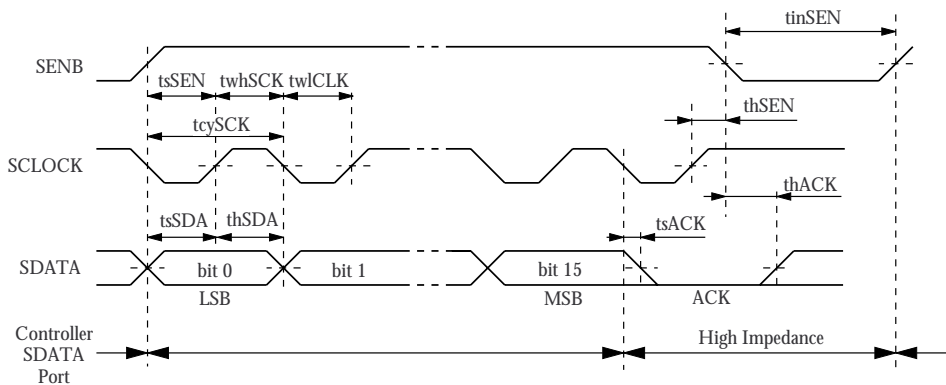 tinSEN
SENB
tsSEN twhSCK twlCLK
thSEN
tcySCK
SCLOCK
thACK
tsSDA thSDA
tsACK
SDATA
bit 0 bit 1 bit 15
LSB MSB ACK
Controller
SDATA
Port
High Impedance